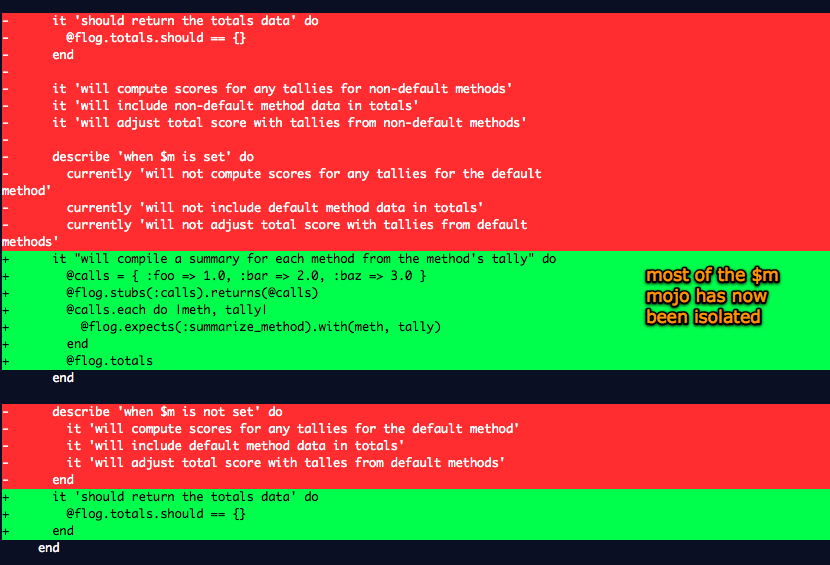 -      it 'should return the totals data' do
-        @flog.totals.should == {}
-      end
-
-      it 'will compute scores for any tallies for non-default methods'
-      it 'will include non-default method data in totals'
-      it 'will adjust total score with tallies from non-default methods'
-
-      describe 'when $m is set' do
-        currently 'will not compute scores for any tallies for the default
method'
-        currently 'will not include default method data in totals'
-        currently 'will not adjust total score with tallies from default
methods'
+      it "will compile a summary for each method from the method's tally" do
+        @calls = { :foo => 1.0, :bar => 2.0, :baz => 3.0 }
+        @flog.stubs(:calls).returns(@calls)
+        @calls.each do |meth, tally|
+          @flog.expects(:summarize_method).with(meth, tally)
+        end
+        @flog.totals
       end
most of the $m
mojo has now
been isolated
-      describe 'when $m is not set' do
-        it 'will compute scores for any tallies for the default method'
-        it 'will include default method data in totals'
-        it 'will adjust total score with talles from default methods'
-      end
+      it 'should return the totals data' do
+        @flog.totals.should == {}
+      end
     end